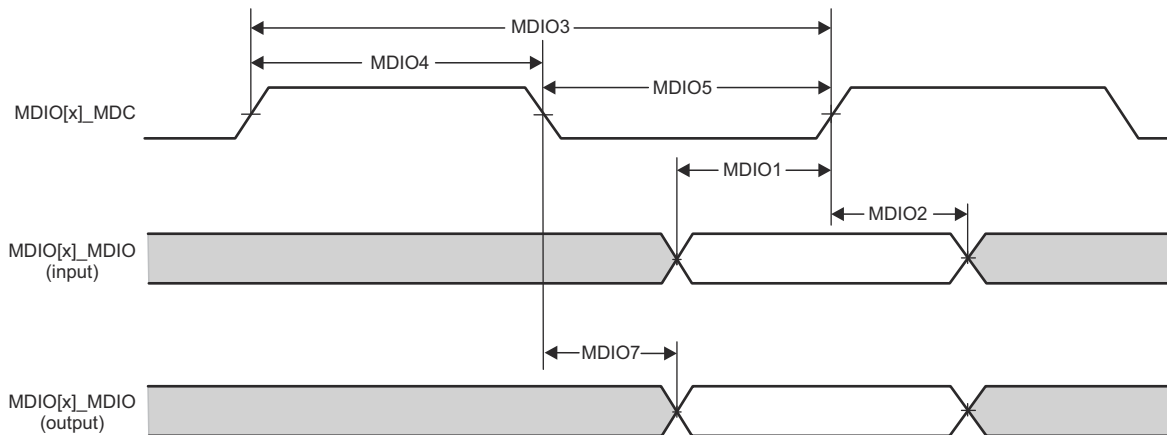 MDIO3
MDIO4
MDIO5
MDIO[x]_MDC
MDIO1
MDIO2
MDIO[x]_MDIO
(input)
MDIO7
MDIO[x]_MDIO
(output)